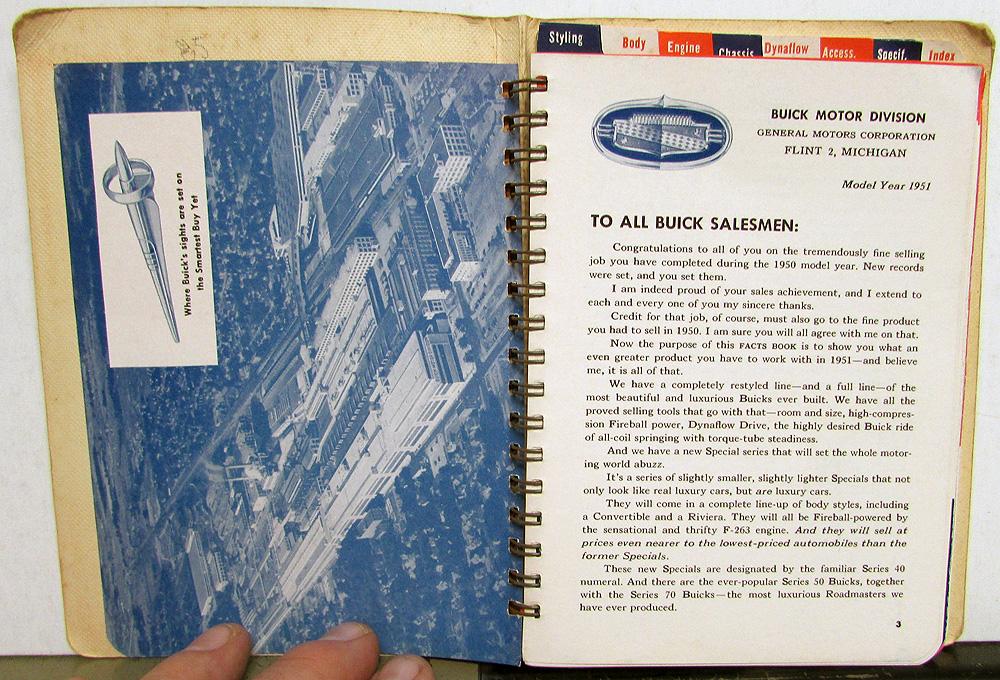 85
Where Buick's sights are set on
the Smartest Buy Yet
Styling
Body
Engine
Chassis
Dynaflow
Access.
Specif.
Index
BUICK MOTOR DIVISION
GENERAL MOTORS CORPORATION
FLINT 2, MICHIGAN
Model Year 1951
TO ALL BUICK SALESMEN:
Congratulations to all of you on the tremendously fine selling
job you have completed during the 1950 model year. New records
were set, and you set them.
I am indeed proud of your sales achievement, and I extend to
each and every one of you my sincere thanks.
Credit for that job, of course, must also go to the fine product
you had to sell in 1950. I am sure you will all agree with me on that.
Now the purpose of this FACTS BOOK is to show you what an
even greater product you have to work with in 1951—and believe
me, it is all of that.
We have a completely restyled line—and a full line—of the
most beautiful and luxurious Buicks ever built. We have all the
proved selling tools that go with that—room and size, high-compres-
sion Fireball power, Dynaflow Drive, the highly desired Buick ride
of all-coil springing with torque-tube steadiness.
And we have a new Special series that will set the whole motor-
ing world abuzz.
It's a series of slightly smaller, slightly lighter Specials that not
only look like real luxury cars, but are luxury cars.
They will come in a complete line-up of body styles, including
a Convertible and a Riviera. They will all be Fireball-powered by
the sensational and thrifty F-263 engine. And they will sell at
prices even nearer to the lowest-priced automobiles than the
former Specials.
These new Specials are designated by the familiar Series 40
numeral. And there are the ever-popular Series 50 Buicks, together
with the Series 70 Buicks—the most luxurious Roadmasters we
have ever produced.
3